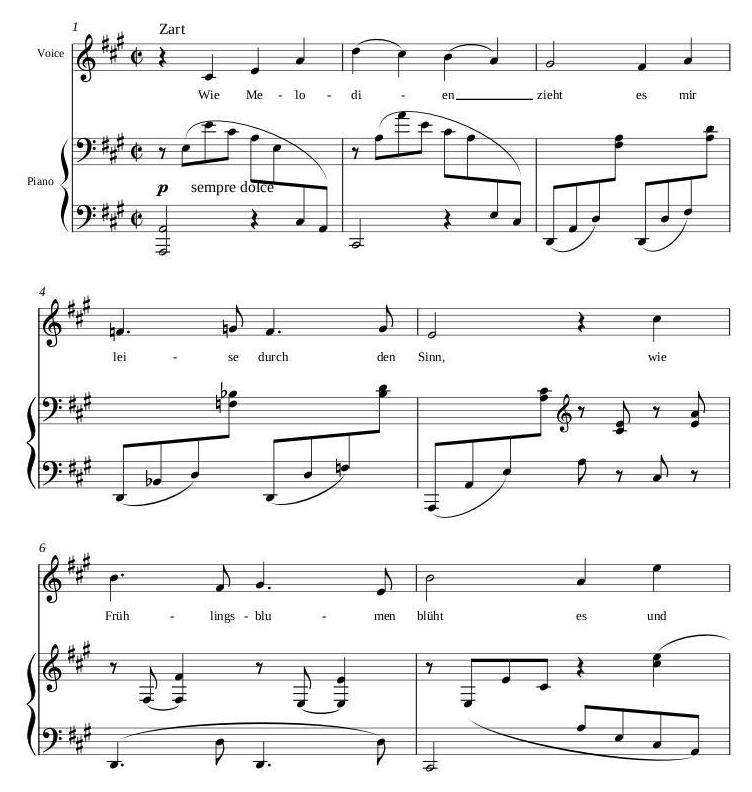 1
Zart
Voice
Wie Me - lo - di - en zieht es mir
Piano
p sempre dolce
4
lei - se durch den Sinn, wie
6
Früh - lings - blu - men blüht es und